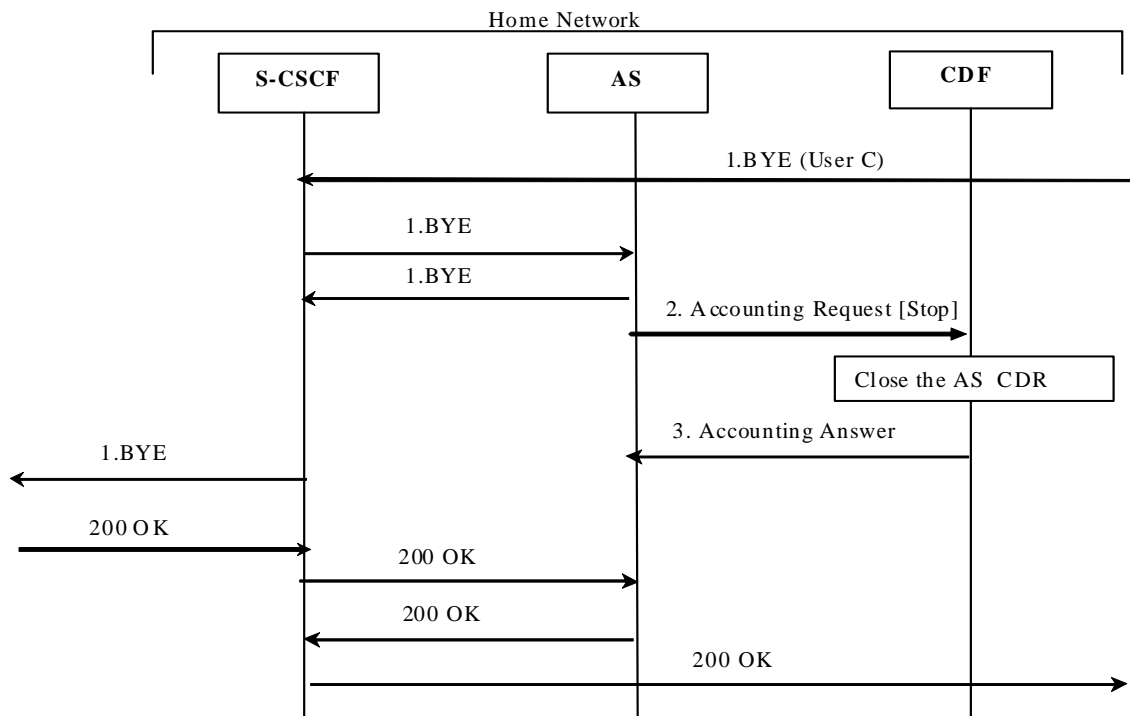 Home Network
S-CSCF
AS
CDF
1.BYE (User C)
1.BYE
1.BYE
2. Accounting Request [Stop]
Close the AS CDR
3. Accounting Answer
1.BYE
200 OK
200 OK
200 OK
200 OK